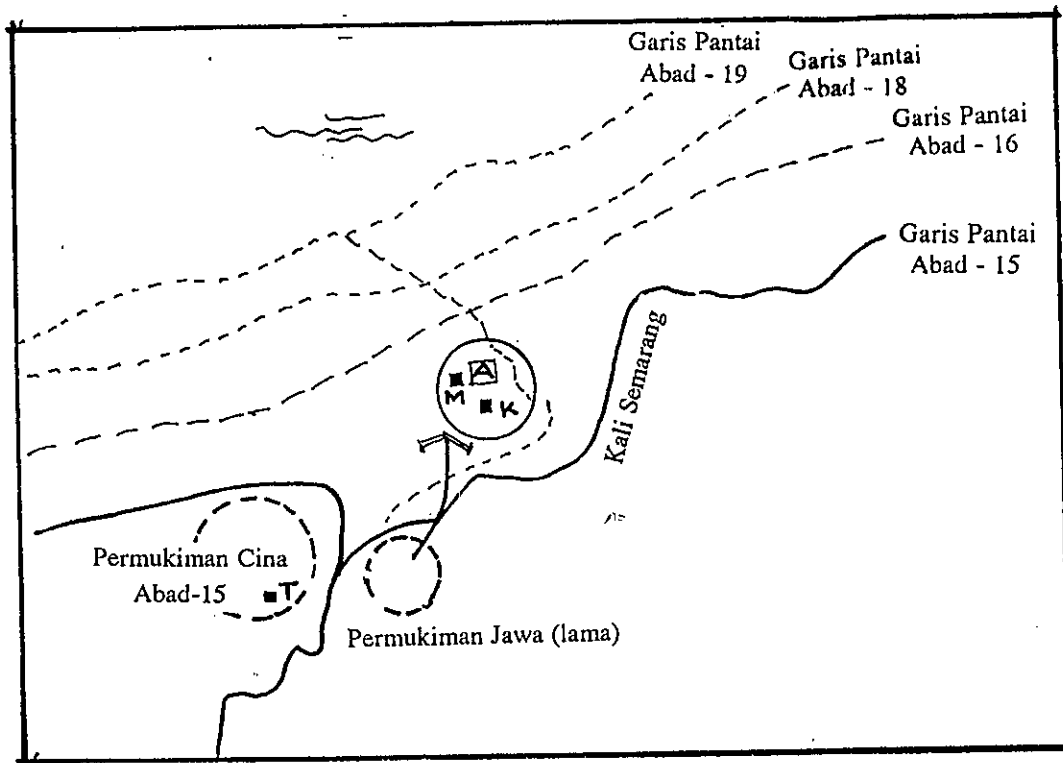 Garis Pantai
Abad - 19
Garis Pantai
Abad - 18
Garis Pantai
Abad - 16
Garis Pantai
Abad - 15
Kali Semarang
A
M
K
Permukiman Cina
Abad-15
T
Permukiman Jawa (lama)